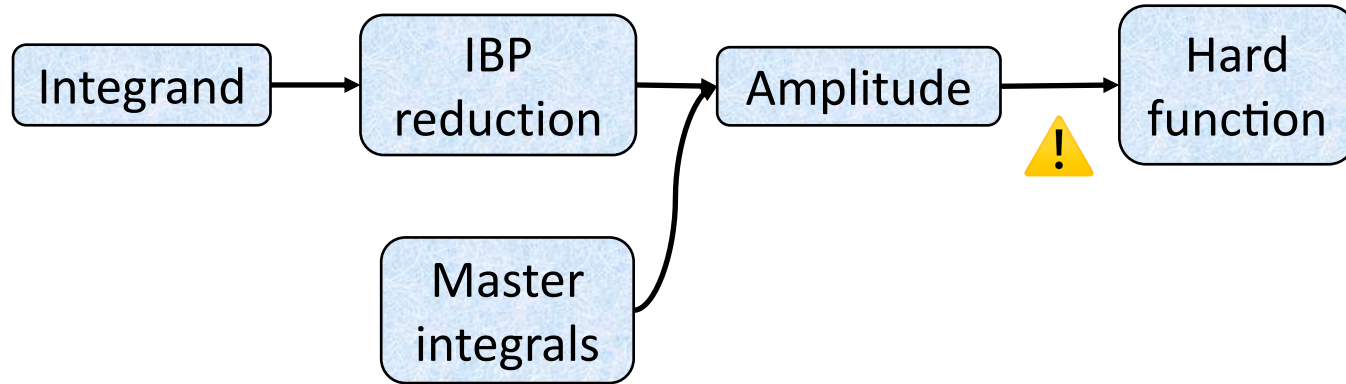 Integrand
IBP
reduction
Amplitude
Hard
function
Master
integrals